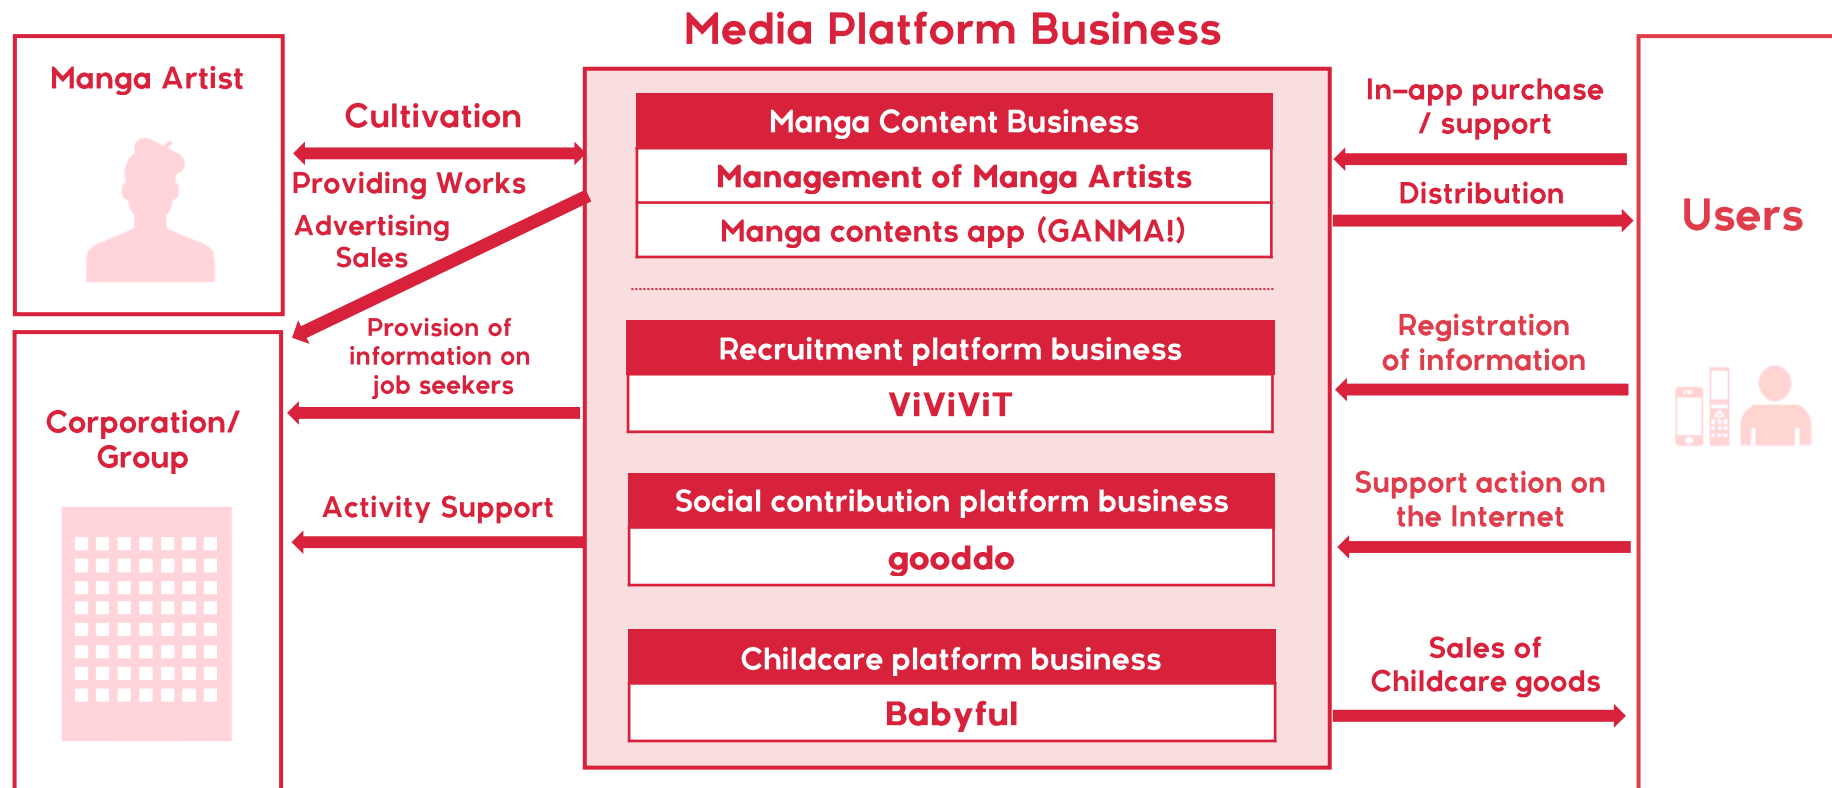 Media Platform Business
Manga Artist
Cultivation
Providing Works
Advertising
Sales
Provision of
information on
job seekers
Corporation/
Group
Activity Support
Manga Content Business
Management of Manga Artists
Manga contents app (GANMA!)
Recruitment platform business
ViViViT
Social contribution platform business
gooddo
Childcare platform business
Babyful
In-app purchase
/ support
Distribution
Registration
of information
Support action on
the Internet
Sales of
Childcare goods
Users